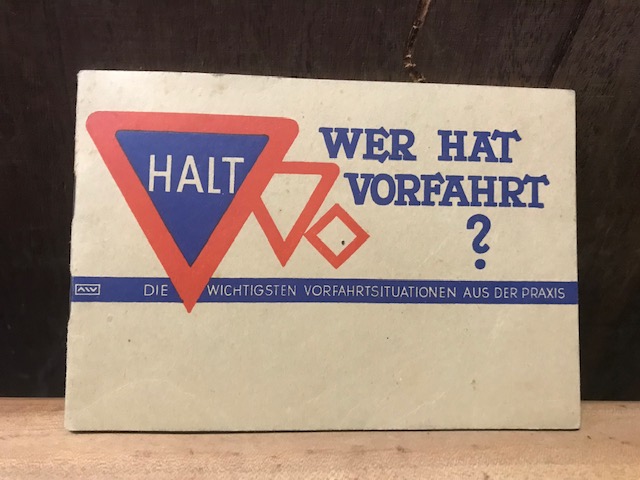 HALT
WER HAT
VORFAHRT
?
DIE WICHTIGSTEN VORFAHRTSITUATIONEN AUS DER PRAXIS